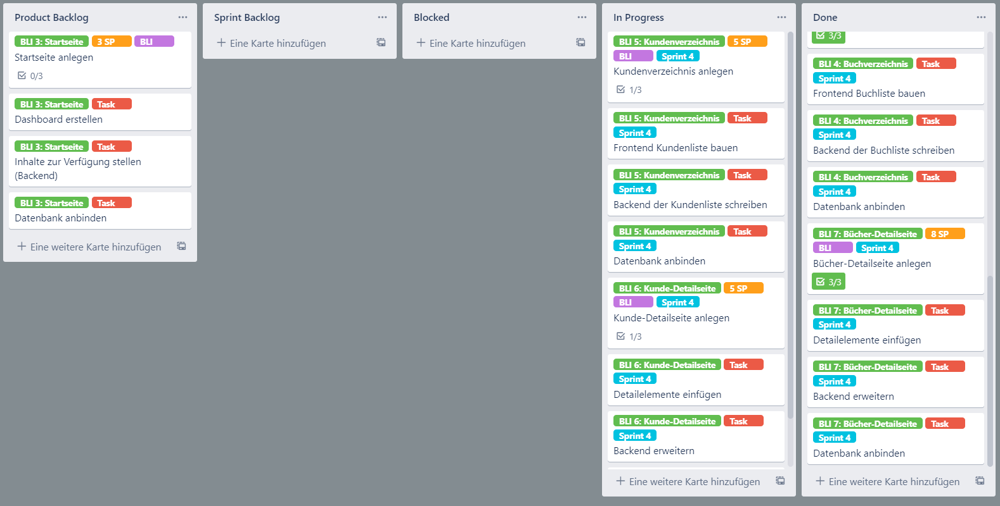 Product Backlog
BLI 3: Startseite 3 SP BLI
Startseite anlegen
0/3
BLI 3: Startseite Task
Dashboard erstellen
BLI 3: Startseite Task
Inhalte zur Verfügung stellen
(Backend)
BLI 3: Startseite Task
Datenbank anbinden
+ Eine weitere Karte hinzufügen
Sprint Backlog
+ Eine Karte hinzufügen
Blocked
+ Eine Karte hinzufügen
In Progress
BLI 5: Kundenverzeichnis 5 SP
BLI Sprint 4
Kundenverzeichnis anlegen
1/3
BLI 5: Kundenverzeichnis Task
Sprint 4
Frontend Kundenliste bauen
BLI 5: Kundenverzeichnis Task
Sprint 4
Backend der Kundenliste schreiben
BLI 5: Kundenverzeichnis Task
Sprint 4
Datenbank anbinden
BLI 6: Kunde-Detailseite 5 SP
BLI Sprint 4
Kunde-Detailseite anlegen
1/3
BLI 6: Kunde-Detailseite Task
Sprint 4
Detailelemente einfügen
BLI 6: Kunde-Detailseite Task
Sprint 4
Backend erweitern
+ Eine weitere Karte hinzufügen
Done
3/3
BLI 4: Buchverzeichnis Task
Sprint 4
Frontend Buchliste bauen
BLI 4: Buchverzeichnis Task
Sprint 4
Backend der Buchliste schreiben
BLI 4: Buchverzeichnis Task
Sprint 4
Datenbank anbinden
BLI 7: Bücher-Detailseite 8 SP
BLI Sprint 4
Bücher-Detailseite anlegen
3/3
BLI 7: Bücher-Detailseite Task
Sprint 4
Detailelemente einfügen
BLI 7: Bücher-Detailseite Task
Sprint 4
Backend erweitern
BLI 7: Bücher-Detailseite Task
Sprint 4
Datenbank anbinden
+ Eine weitere Karte hinzufügen